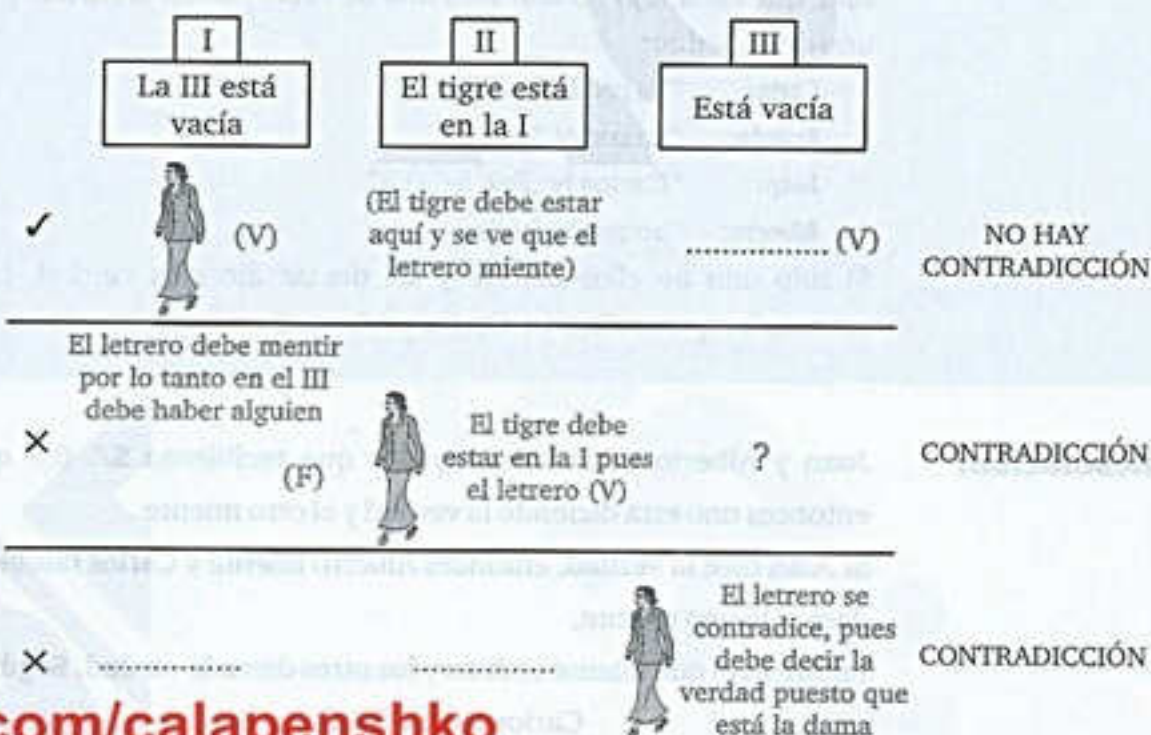 I
II
III
La III está
vacía
El tigre está
en la I
Está vacía
✓
(V)
(El tigre debe estar
aquí y se ve que el
letrero miente)
.............. (V)
NO HAY
CONTRADICCIÓN
El letrero debe mentir
por lo tanto en el III
debe haber alguien
×
(F)
El tigre debe
estar en la I pues
el letrero (V)
?
CONTRADICCIÓN
×
..............
..............
El letrero se
contradice, pues
debe decir la
verdad puesto que
está la dama
CONTRADICCIÓN
com/calapenshko